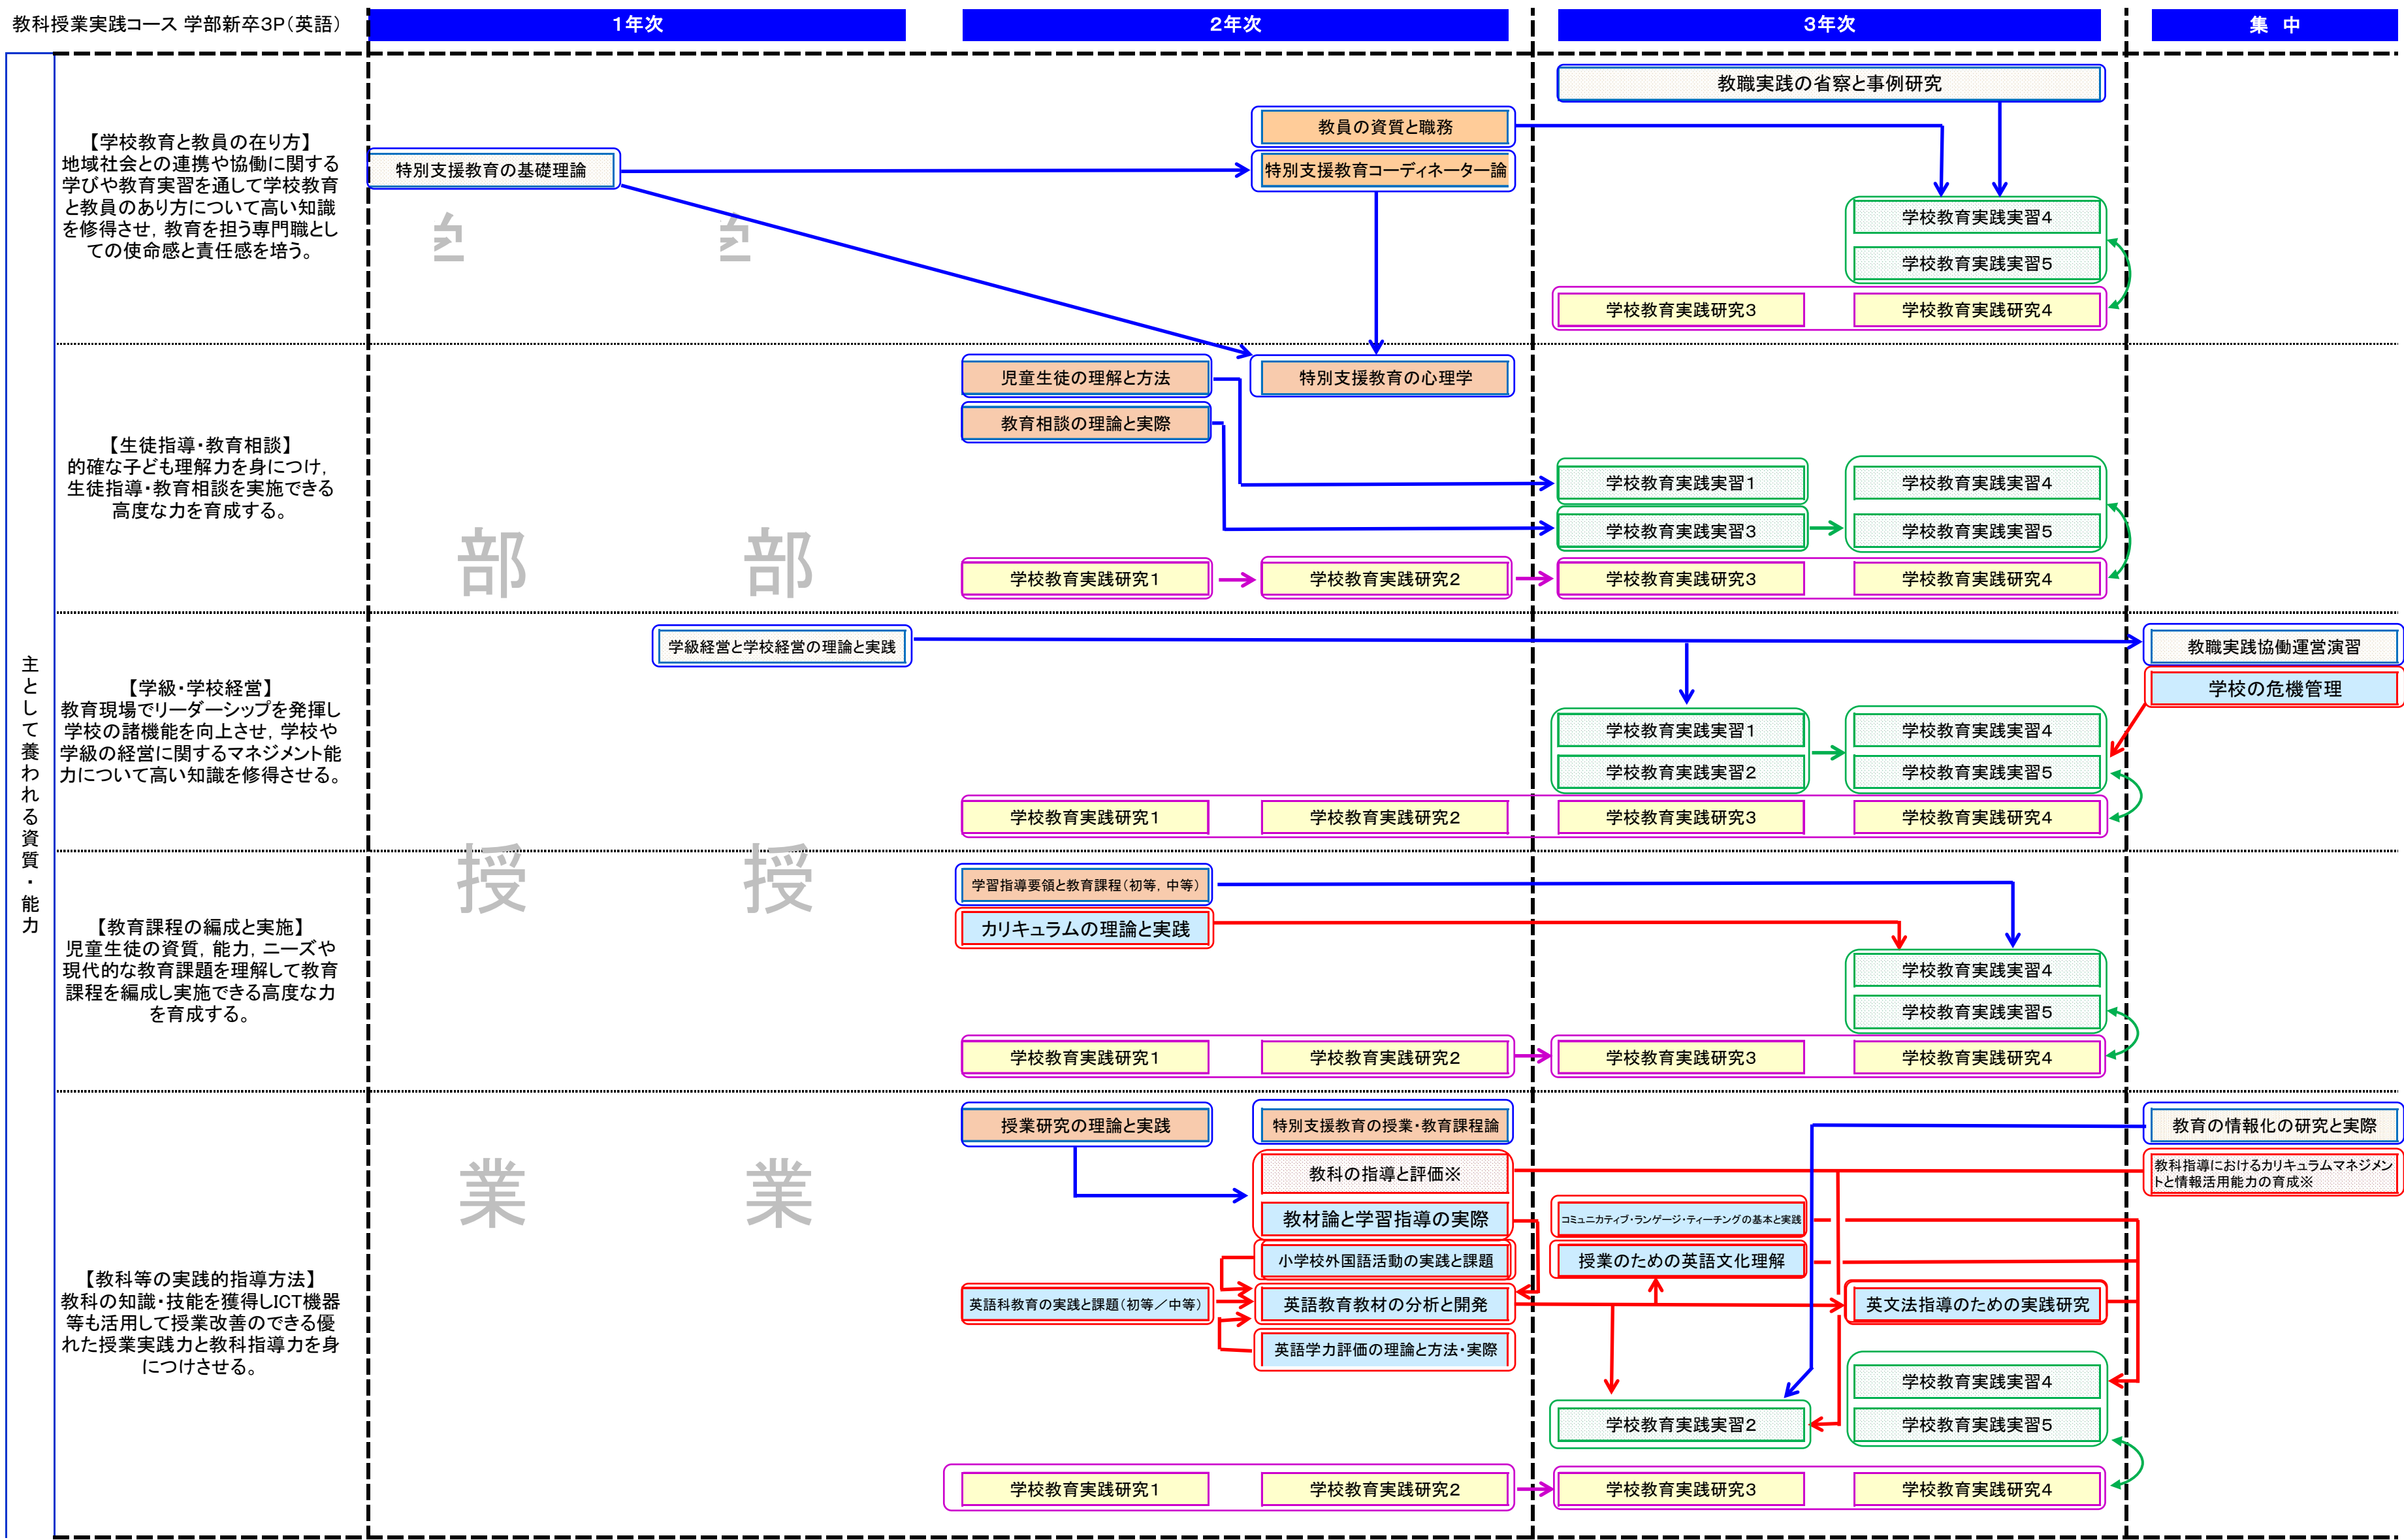 教科授業実践コース 学部新卒3P(英語)
1年次
2年次
3年次
集 中
主として養われる資質・能力
【学校教育と教員の在り方】
地域社会との連携や協働に関する
学びや教育実習を通して学校教育
と教員のあり方について高い知識
を修得させ，教育を担う専門職とし
ての使命感と責任感を培う。
特別支援教育の基礎理論
教員の資質と職務
特別支援教育コーディネーター論
教職実践の省察と事例研究
学校教育実践実習4
学校教育実践実習5
学校教育実践研究3
学校教育実践研究4
【生徒指導・教育相談】
的確な子ども理解力を身につけ，
生徒指導・教育相談を実施できる
高度な力を育成する。
児童生徒の理解と方法
特別支援教育の心理学
教育相談の理論と実際
学校教育実践実習1
学校教育実践実習4
学校教育実践実習3
学校教育実践実習5
部
部
学校教育実践研究1
学校教育実践研究2
学校教育実践研究3
学校教育実践研究4
【学級・学校経営】
教育現場でリーダーシップを発揮し
学校の諸機能を向上させ，学校や
学級の経営に関するマネジメント能
力について高い知識を修得させる。
学級経営と学校経営の理論と実践
教職実践協働運営演習
学校の危機管理
学校教育実践実習1
学校教育実践実習4
学校教育実践実習2
学校教育実践実習5
学校教育実践研究1
学校教育実践研究2
学校教育実践研究3
学校教育実践研究4
授
授
【教育課程の編成と実施】
児童生徒の資質，能力，ニーズや
現代的な教育課題を理解して教育
課程を編成し実施できる高度な力
を育成する。
学習指導要領と教育課程(初等，中等)
カリキュラムの理論と実践
学校教育実践実習4
学校教育実践実習5
学校教育実践研究1
学校教育実践研究2
学校教育実践研究3
学校教育実践研究4
業
業
【教科等の実践的指導方法】
教科の知識・技能を獲得しICT機器
等も活用して授業改善のできる優
れた授業実践力と教科指導力を身
につけさせる。
授業研究の理論と実践
特別支援教育の授業・教育課程論
教育の情報化の研究と実際
教科の指導と評価※
教科指導におけるカリキュラムマネジメン
トと情報活用能力の育成※
教材論と学習指導の実際
コミュニカティブ・ランゲージ・ティーチングの基本と実践
小学校外国語活動の実践と課題
授業のための英語文化理解
英語科教育の実践と課題(初等／中等)
英語教育教材の分析と開発
英文法指導のための実践研究
英語学力評価の理論と方法・実際
学校教育実践実習4
学校教育実践実習2
学校教育実践実習5
学校教育実践研究1
学校教育実践研究2
学校教育実践研究3
学校教育実践研究4